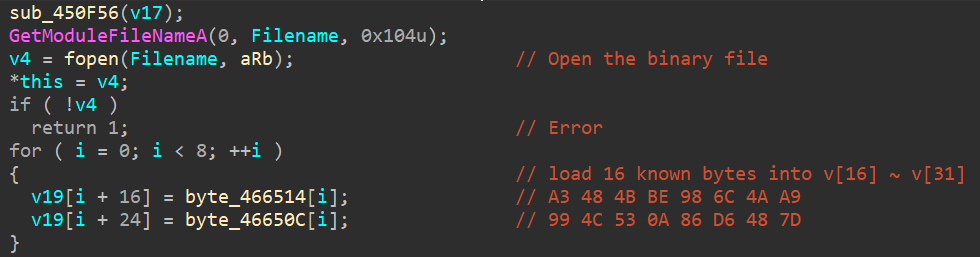 sub_450F56(v17);
GetModuleFileNameA(0, Filename, 0x104u);
v4 = fopen(Filename, aRb); // Open the binary file
*this = v4;
if ( !v4 )
return 1; // Error
for ( i = 0; i < 8; ++i )
{ // load 16 known bytes into v[16] ~ v[31]
v19[i + 16] = byte_466514[i]; // A3 48 4B BE 98 6C 4A A9
v19[i + 24] = byte_46650C[i]; // 99 4C 53 0A 86 D6 48 7D
}